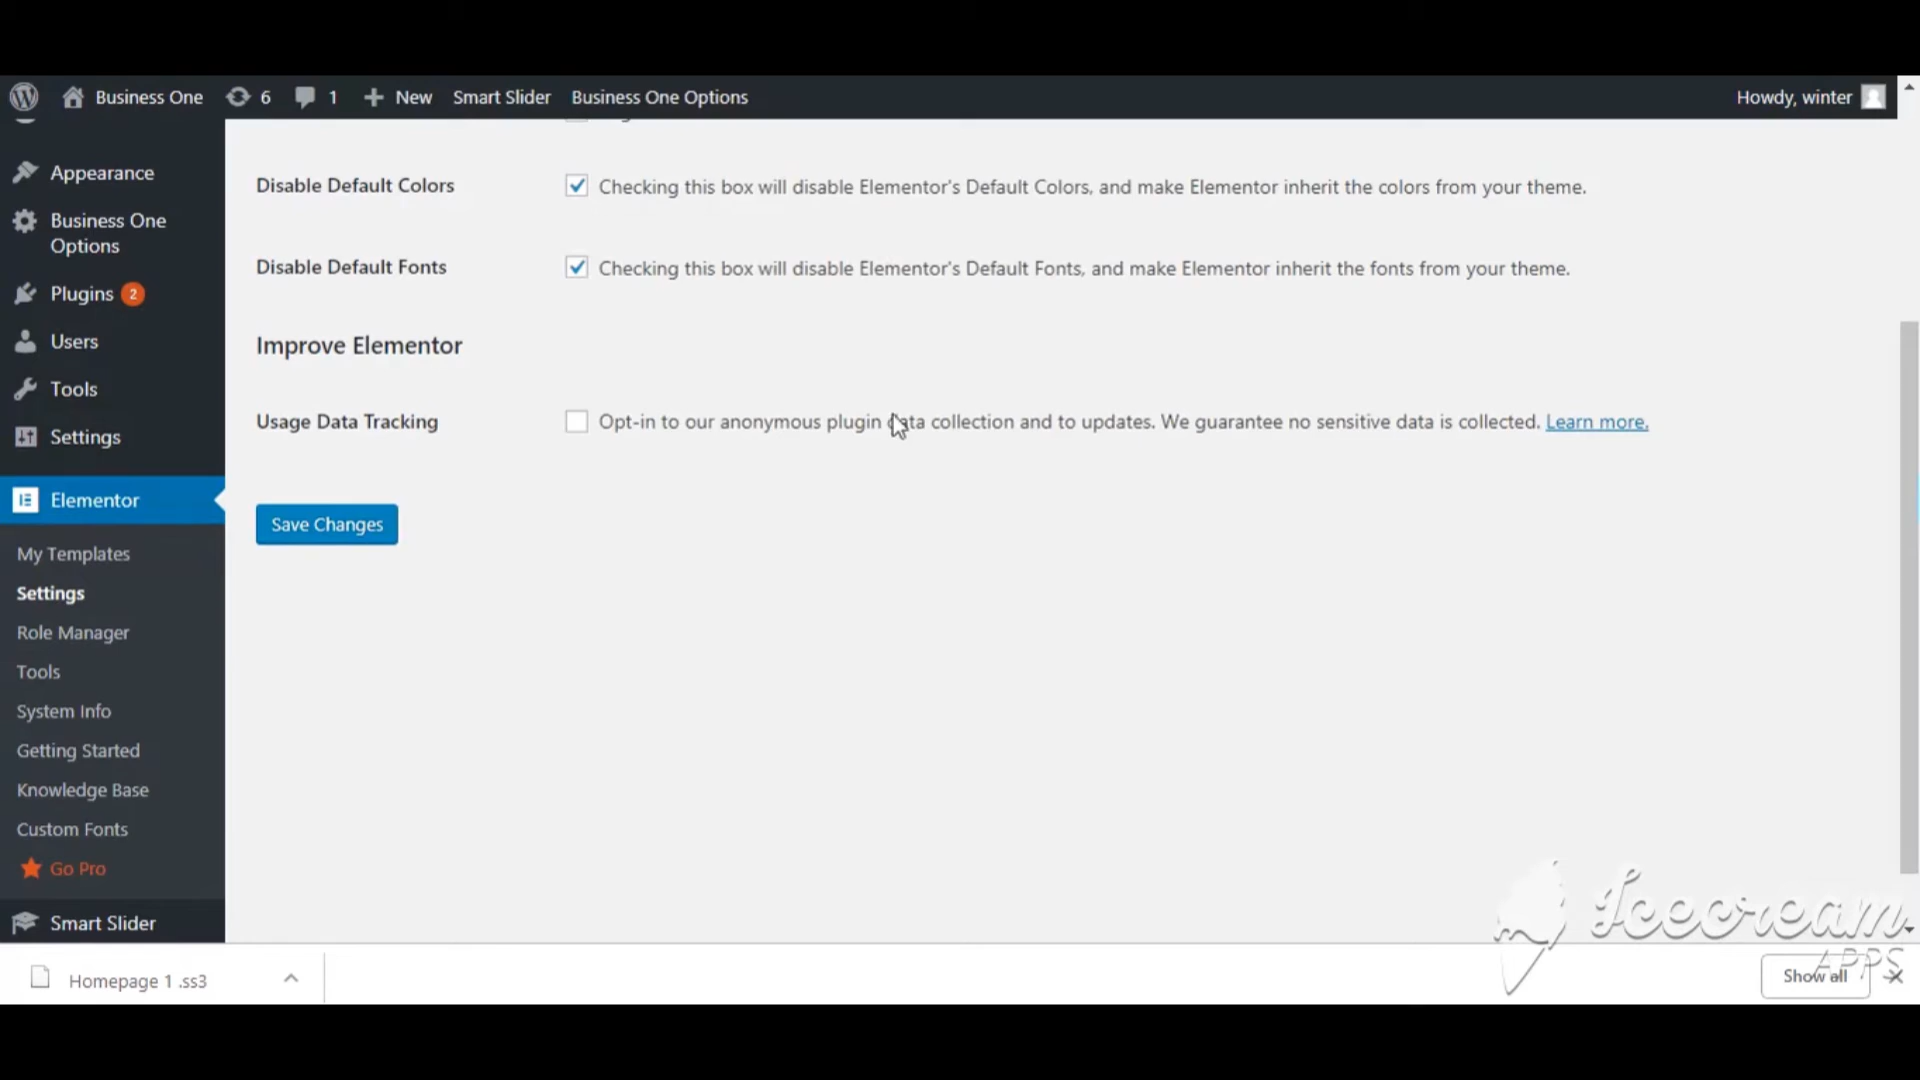 Business One 6 1 New Smart Slider Business One Options Howdy, winter
Appearance
Business One
Options
Plugins 2
Users
Tools
Settings
Elementor
My Templates
Settings
Role Manager
Tools
System Info
Getting Started
Knowledge Base
Custom Fonts
Go Pro
Smart Slider
Disable Default Colors
Checking this box will disable Elementor's Default Colors, and make Elementor inherit the colors from your theme.
Disable Default Fonts
Checking this box will disable Elementor's Default Fonts, and make Elementor inherit the fonts from your theme.
Improve Elementor
Usage Data Tracking
Opt-in to our anonymous plugin data collection and to updates. We guarantee no sensitive data is collected. Learn more.
Save Changes
Icecream
APPS
Homepage 1 .ss3
Show all